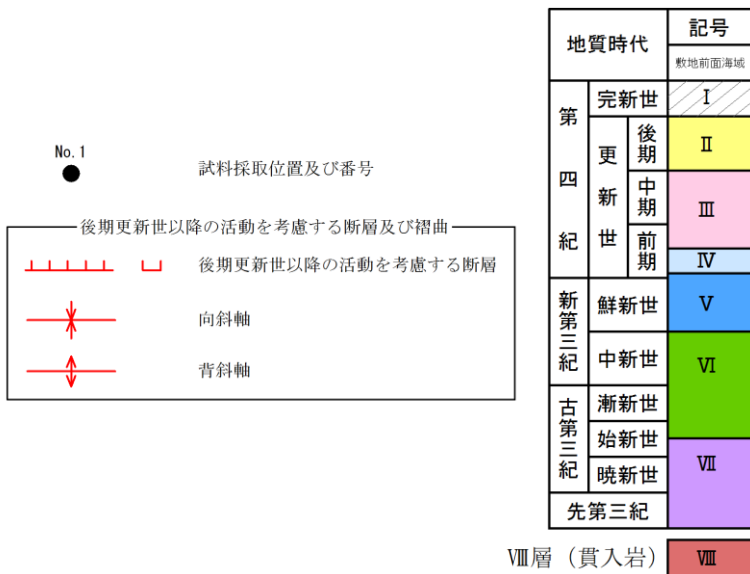 No.1
試料採取位置及び番号
後期更新世以降の活動を考慮する断層及び褶曲
後期更新世以降の活動を考慮する断層
向斜軸
背斜軸
地質時代
記号
敷地前面海域
第四紀
完新世
Ⅰ
更新世
後期
Ⅱ
中期
Ⅲ
前期
Ⅳ
新第三紀
鮮新世
Ⅴ
中新世
Ⅵ
古第三紀
漸新世
始新世
Ⅶ
暁新世
先第三紀
Ⅷ層（貫入岩）
Ⅷ